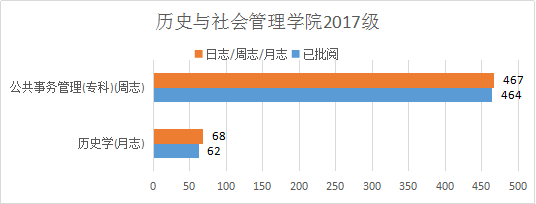 历史与社会管理学院2017级
日志/周志/月志 已批阅
公共事务管理(专科)(周志) 467
464
历史学(月志) 68
62
0 50 100 150 200 250 300 350 400 450 500